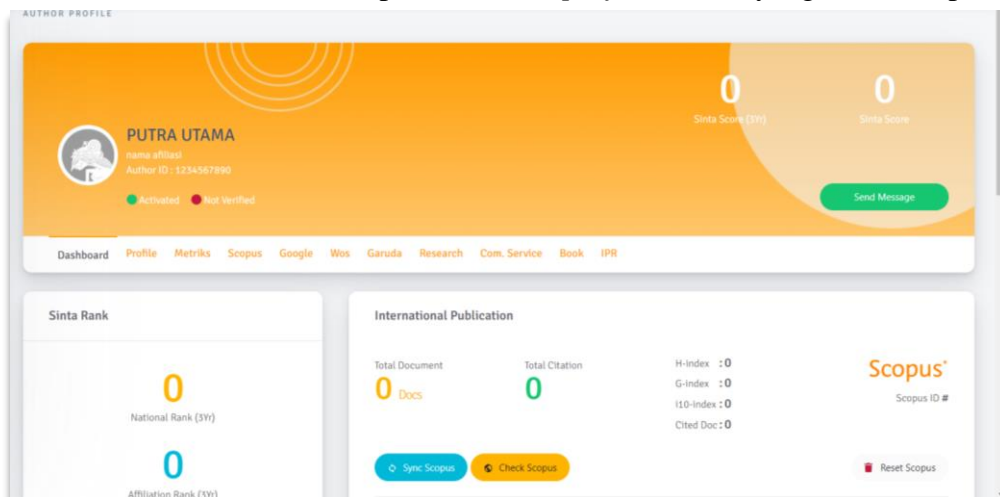 AUTHOR PROFILE
0
Sinta Score (3Yr)
0
Sinta Score
PUTRA UTAMA
nama afiliasi
Author ID : 1234567890
Activated Not Verified
Send Message
Dashboard Profile Metriks Scopus Google Wos Garuda Research Com. Service Book IPR
Sinta Rank
0
National Rank (3Yr)
0
Affiliation Rank (3Yr)
International Publication
Total Document
0 Docs
Total Citation
0
H-Index : 0
G-Index : 0
i10-Index : 0
Cited Doc : 0
Scopus
Scopus ID #
Sync Scopus Check Scopus
Reset Scopus